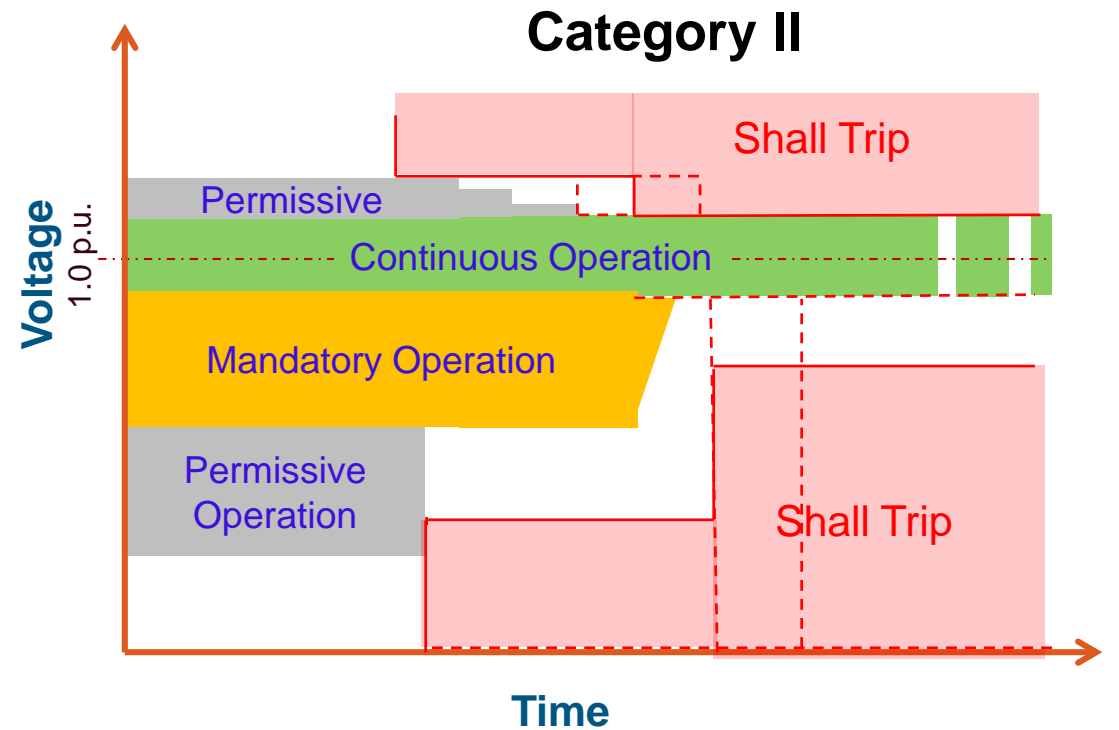 Category II
Shall Trip
Permissive
Voltage
1.0 p.u.
Continuous Operation
Mandatory Operation
Permissive
Operation
Shall Trip
Time